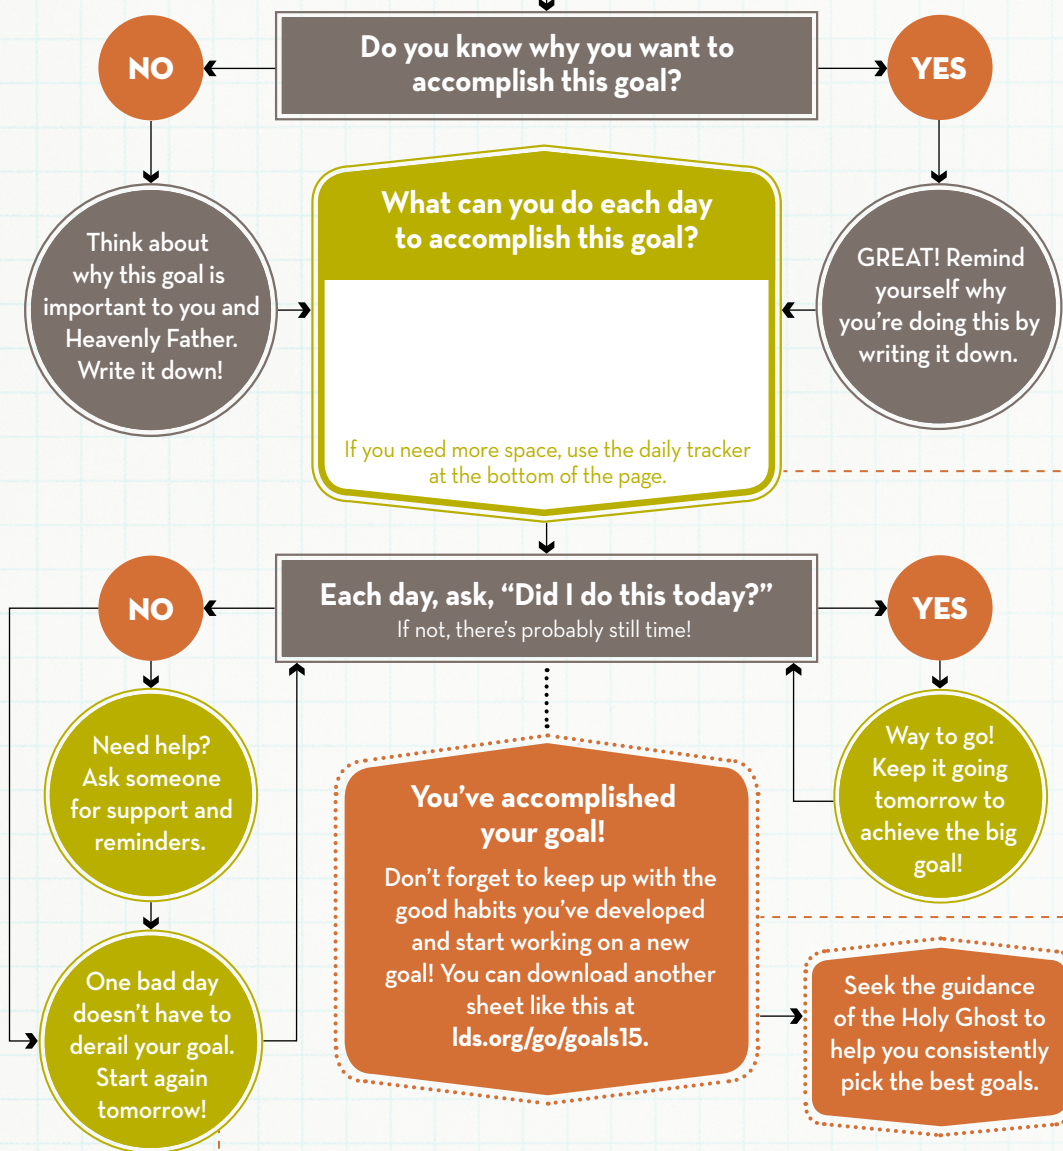 Do you know why you want to
accomplish this goal?
NO
YES
Think about
why this goal is
important to you and
Heavenly Father.
Write it down!
What can you do each day
to accomplish this goal?
If you need more space, use the daily tracker
at the bottom of the page.
GREAT! Remind
yourself why
you're doing this by
writing it down.
Each day, ask, “Did I do this today?”
If not, there's probably still time!
NO
YES
Need help?
Ask someone
for support and
reminders.
Way to go!
Keep it going
tomorrow to
achieve the big
goal!
One bad day
doesn't have to
derail your goal.
Start again
tomorrow!
You've accomplished
your goal!
Don't forget to keep up with the
good habits you've developed
and start working on a new
goal! You can download another
sheet like this at
lds.org/go/goals15.
Seek the guidance
of the Holy Ghost to
help you consistently
pick the best goals.